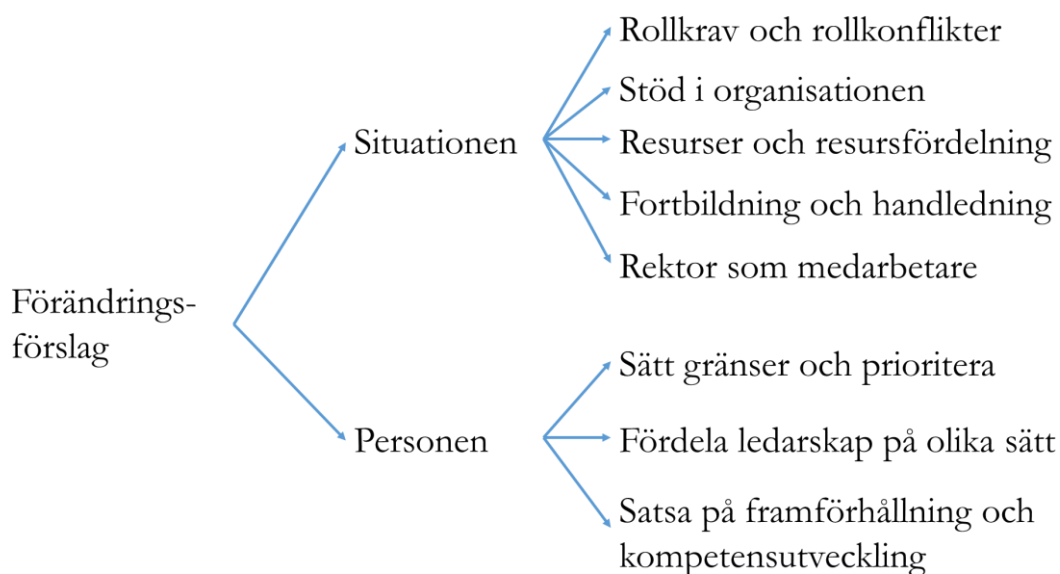 Rollkrav och rollkonflikter
Stöd i organisationen
Situationen
Resurser och resursfördelning
Fortbildning och handledning
Rektor som medarbetare
Förändrings-
förslag
Sätt gränser och prioritera
Personen
Fördela ledarskap på olika sätt
Satsa på framförhållning och
kompetensutveckling